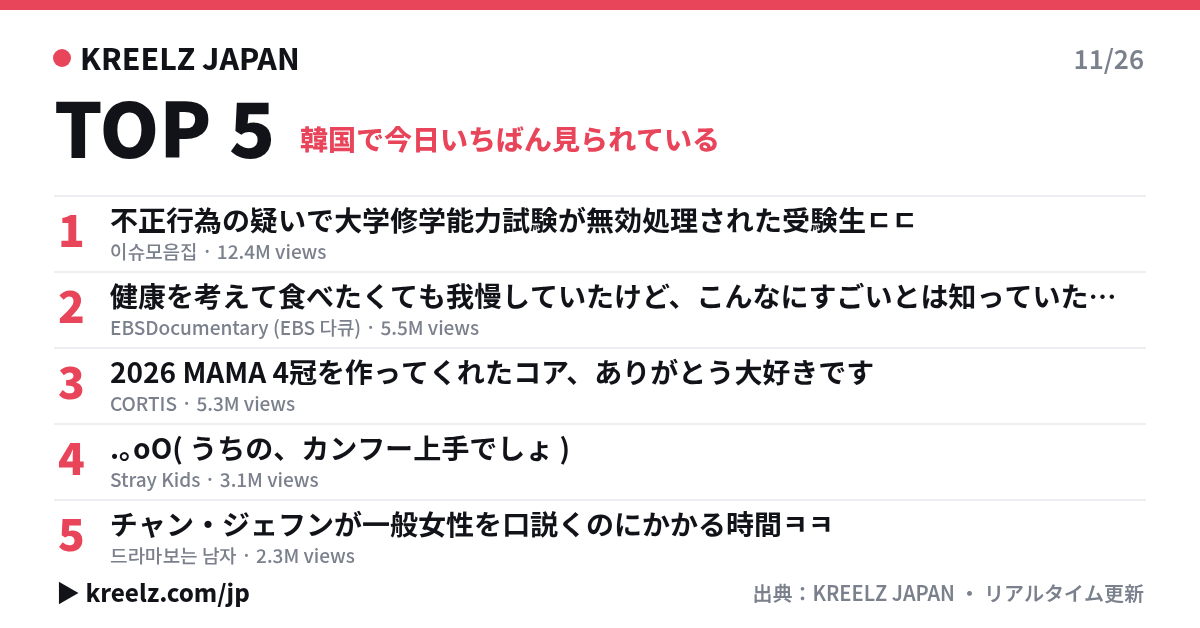 KREELZ JAPAN
11/26
TOP 5 韓国で今日いちばん見られている
1 不正行為の疑いで大学修学能力試験が無効処理された受験生ㄷㄷ
이슈모음집 · 12.4M views
2 健康を考えて食べたくても我慢していたけど、こんなにすごいとは知っていた…
EBSDocumentary (EBS 다큐) · 5.5M views
3 2026 MAMA 4冠を作ってくれたコア、ありがとう大好きです
CORTIS · 5.3M views
4 .｡oO( うちの、カンフー上手でしょ )
Stray Kids · 3.1M views
5 チャン・ジェフンが一般女性を口説くのにかかる時間ㅋㅋ
드라마보는 남자 · 2.3M views
▶ kreelz.com/jp
出典：KREELZ JAPAN ・ リアルタイム更新